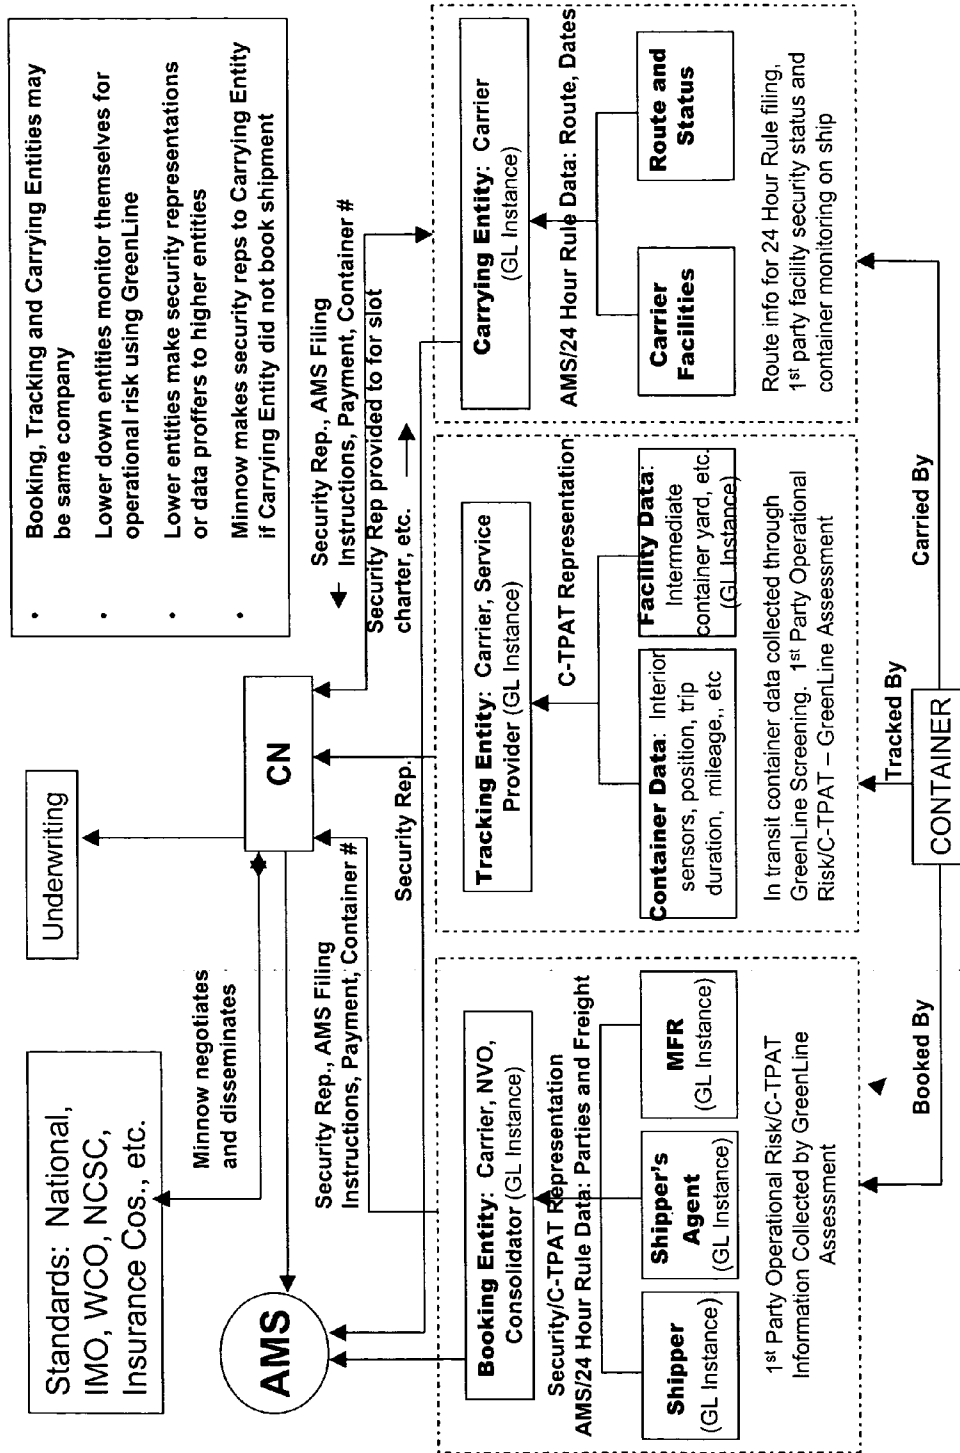 Standards: National,
IMO, WCO, NCSC,
Insurance Cos., etc.
Underwriting
• Booking, Tracking and Carrying Entities may
be same company
• Lower down entities monitor themselves for
operational risk using GreenLine
• Lower entities make security representations
or data proffers to higher entities
• Minnow makes security reps to Carrying Entity
if Carrying Entity did not book shipment
Minnow negotiates
and disseminates
AMS
CN
Security Rep., AMS Filing
Instructions, Payment, Container #
Security Rep.
Security Rep., AMS Filing
Instructions, Payment, Container #
Security Rep provided to for slot
charter, etc.
Booking Entity: Carrier, NVO,
Consolidator (GL Instance)
Security/C-TPAT Representation
AMS/24 Hour Rule Data: Parties and Freight
Shipper
(GL Instance)
Shipper's
Agent
(GL Instance)
MFR
(GL Instance)
1st Party Operational Risk/C-TPAT
Information Collected by GreenLine
Assessment
Tracking Entity: Carrier, Service
Provider (GL Instance)
C-TPAT Representation
Container Data: Interior
sensors, position, trip
duration, mileage,, etc
Facility Data:
Intermediate
container yard, etc.
(GL Instance)
In transit container data collected through
GreenLine Screening. 1st Party Operational
Risk/C-TPAT – GreenLine Assessment
Carrying Entity: Carrier
(GL Instance)
AMS/24 Hour Rule Data: Route, Dates
Carrier
Facilities
Route and
Status
Route info for 24 Hour Rule filing,
1st party facility security status and
container monitoring on ship
Booked By
Tracked By
Carried By
CONTAINER